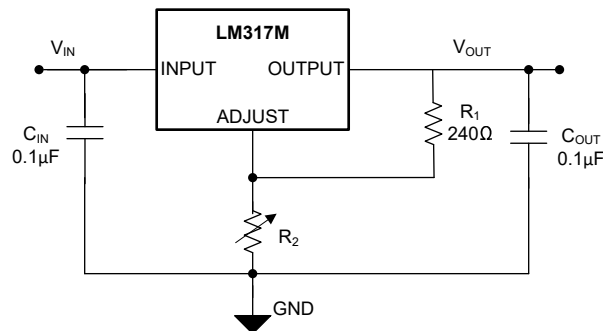 LM317M
V_IN
INPUT
OUTPUT
V_OUT
ADJUST
C_IN
0.1µF
R_1
240Ω
C_OUT
0.1µF
R_2
GND